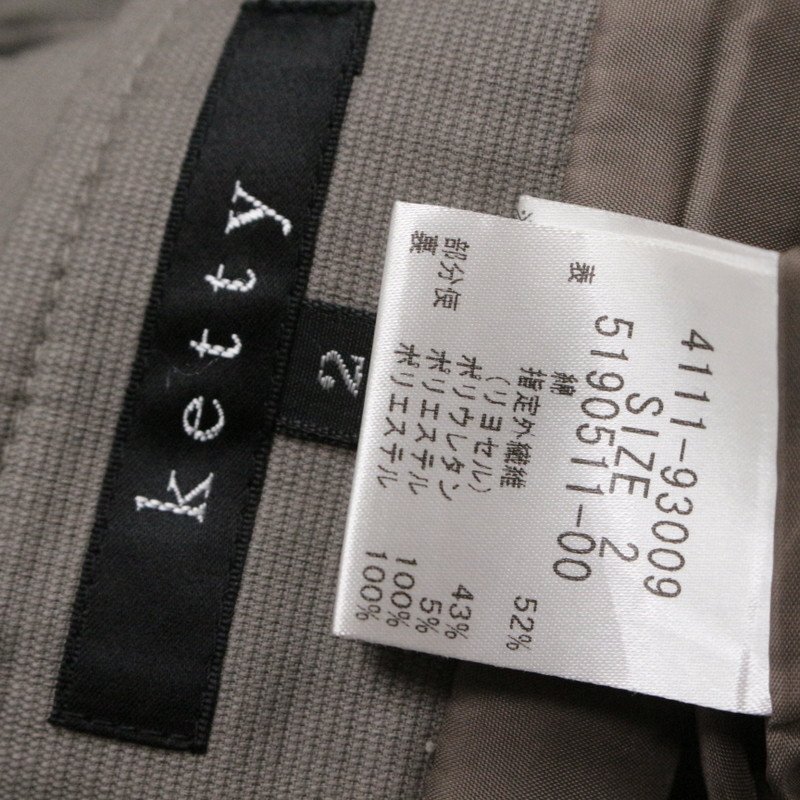 ketty
2
4111-93009
SIZE 2
5190511-00
表 綿 52%
指定外繊維
(リヨセル) 43%
ポリウレタン 5%
部分使 ポリエステル 100%
裏 ポリエステル 100%